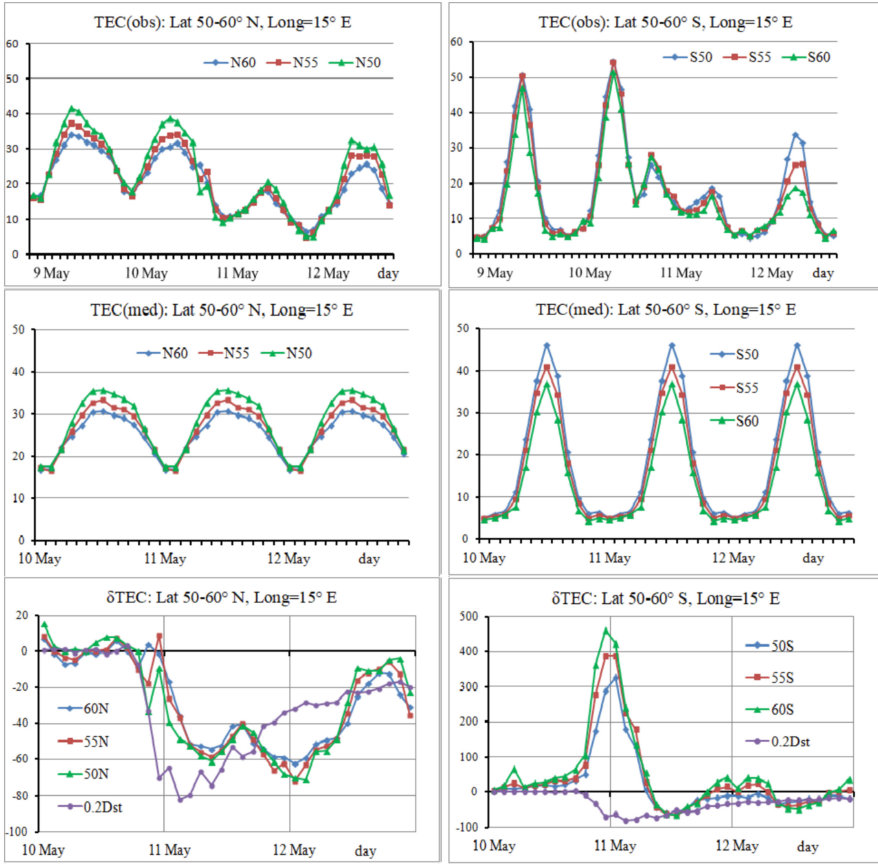 TEC(obs): Lat 50-60° N, Long=15° E
60
50
40
30
20
10
0
N60 N55 N50
9 May 10 May 11 May 12 May day
TEC(obs): Lat 50-60° S, Long=15° E
60
50
40
30
20
10
0
S50 S55 S60
9 May 10 May 11 May 12 May day
TEC(med): Lat 50-60° N, Long=15° E
50
40
30
20
10
0
N60 N55 N50
10 May 11 May 12 May day
TEC(med): Lat 50-60° S, Long=15° E
50
40
30
20
10
0
S50
S55
S60
10 May 11 May 12 May day
δTEC: Lat 50-60° N, Long=15° E
20
0
-20
-40
-60
-80
-100
60N
55N
50N
0.2Dst
10 May 11 May 12 May day
δTEC: Lat 50-60° S, Long=15° E
500
400
300
200
100
0
-100
50S
55S
60S
0.2Dst
10 May 11 May 12 May day